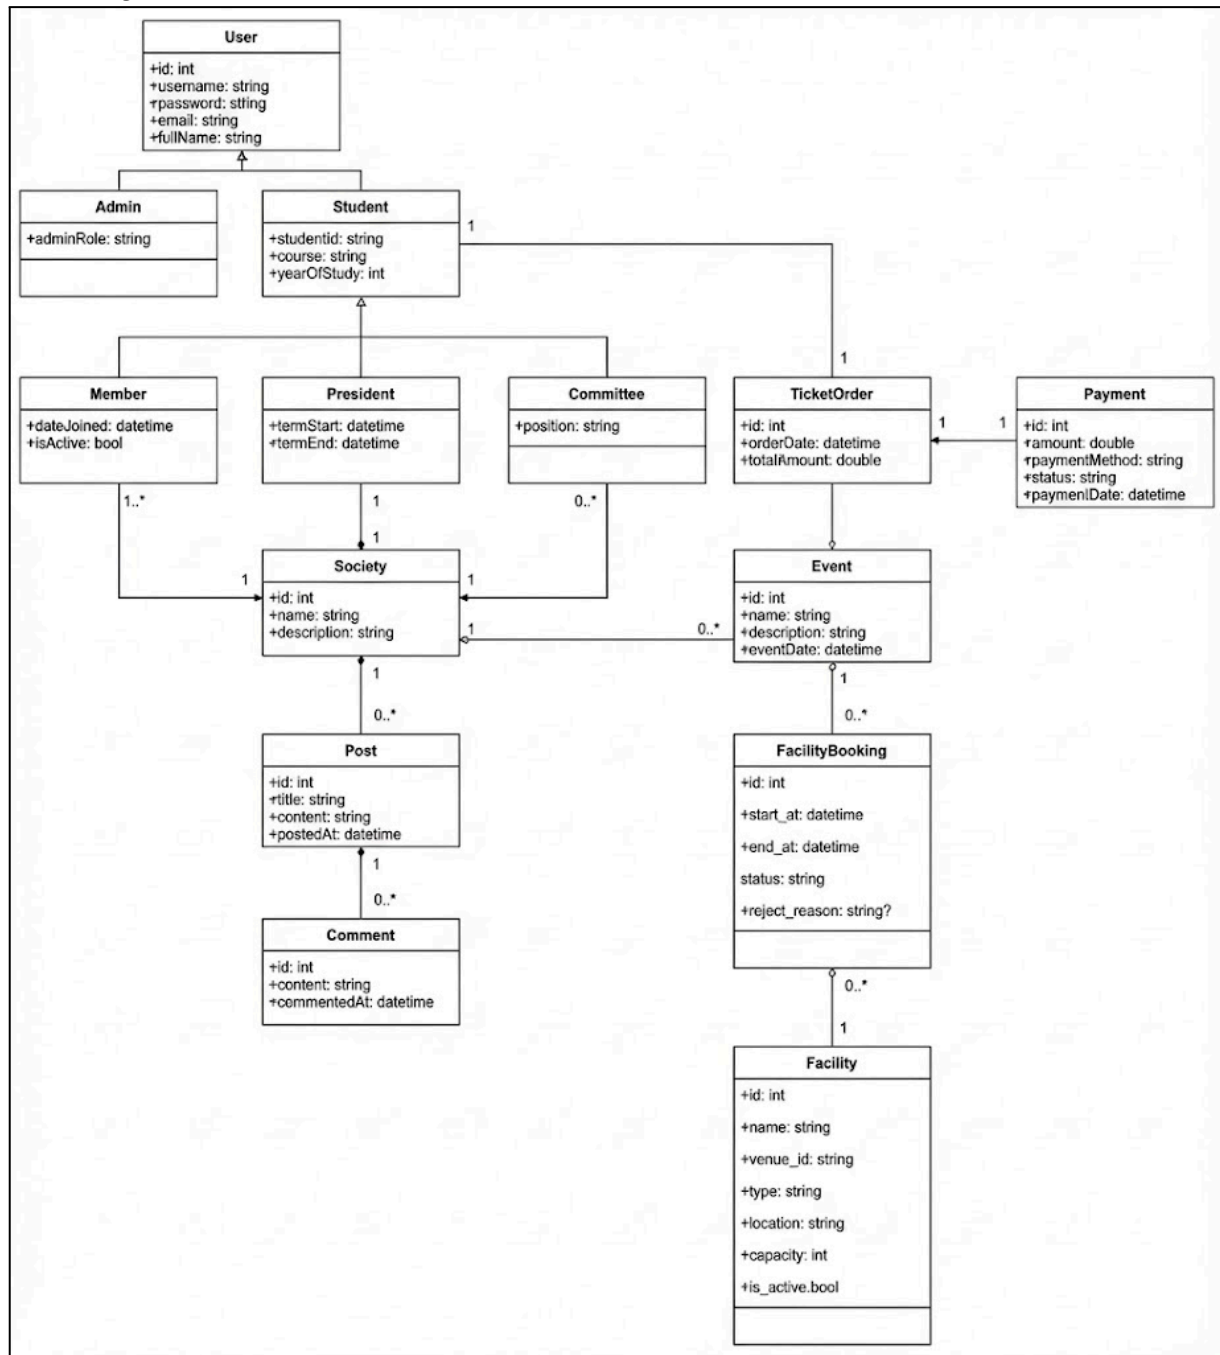 User
+id: int
+username: string
+password: string
+email: string
+fullName: string
Admin
+adminRole: string
Student
+studentid: string
+course: string
+yearOfStudy: int
1
1
Member
+dateJoined: datetime
+isActive: bool
President
+termStart: datetime
+termEnd: datetime
Committee
+position: string
TicketOrder
+id: int
+orderDate: datetime
+totalAmount: double
1
1
Payment
+id: int
+amount: double
+paymentMethod: string
+status: string
+paymentDate: datetime
1..*
1
1
1
0..*
1
Society
+id: int
+name: string
+description: string
1
0..*
Event
+id: int
+name: string
+description: string
+eventDate: datetime
1
0..*
1
0..*
Post
+id: int
+title: string
+content: string
+postedAt: datetime
1
0..*
Comment
+id: int
+content: string
+commentedAt: datetime
FacilityBooking
+id: int
+start_at: datetime
+end_at: datetime
status: string
+reject_reason: string?
0..*
1
Facility
+id: int
+name: string
+venue_id: string
+type: string
+location: string
+capacity: int
+is_active.bool